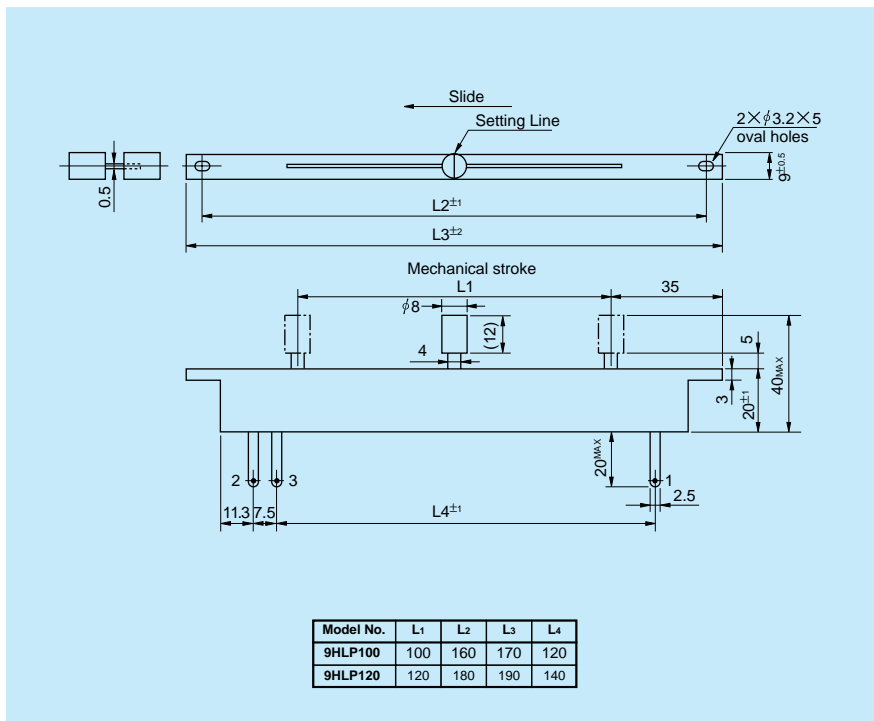 Slide
Setting Line
2×φ3.2×5
oval holes
0.5
9±0.5
L2±1
L3±2
Mechanical stroke
L1
35
φ8
(12)
4
5
3
20±1
40MAX
20MAX
2
3
1
2.5
11.3
7.5
L4±1
Model No. L1 L2 L3 L4
9HLP100 100 160 170 120
9HLP120 120 180 190 140